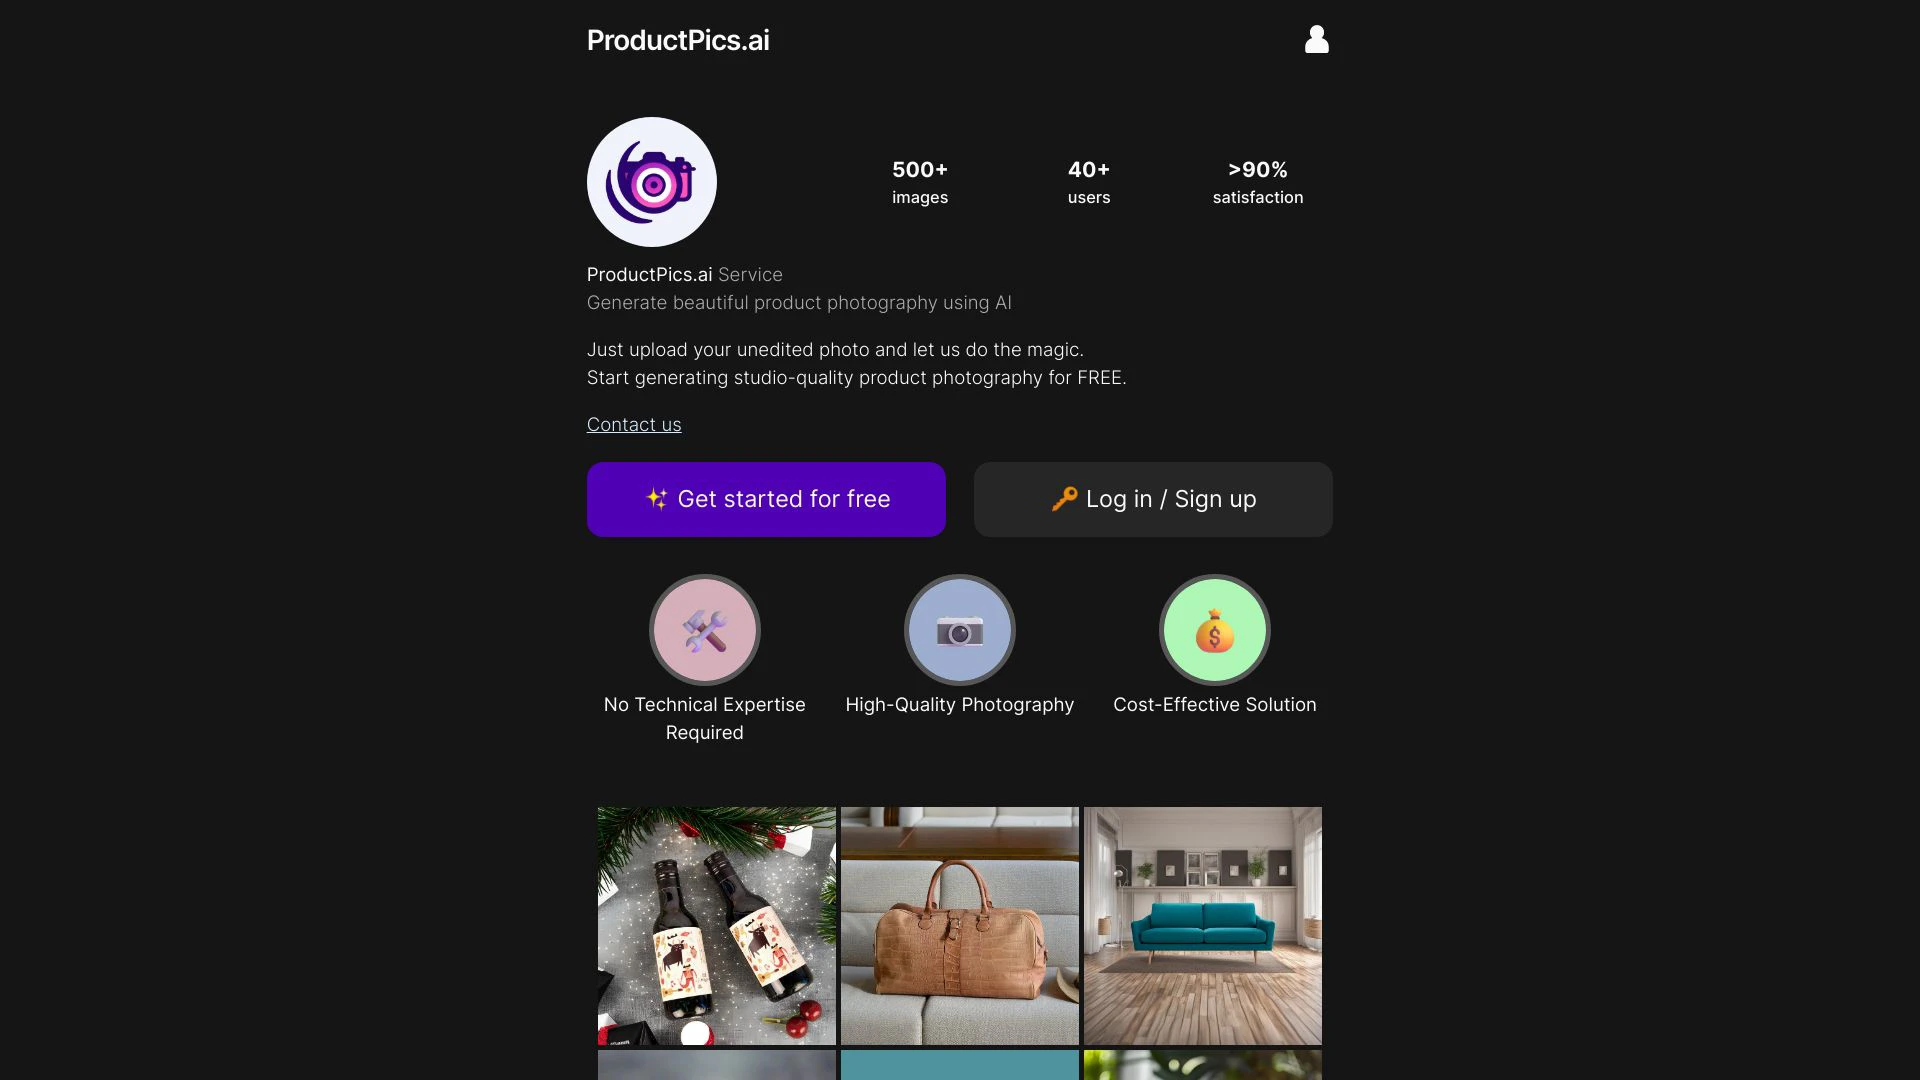 ProductPics.ai
500+
images
40+
users
>90%
satisfaction
ProductPics.ai Service
Generate beautiful product photography using AI
Just upload your unedited photo and let us do the magic.
Start generating studio-quality product photography for FREE.
Contact us
✨ Get started for free
🔑 Log in / Sign up
No Technical Expertise
Required
High-Quality Photography
Cost-Effective Solution